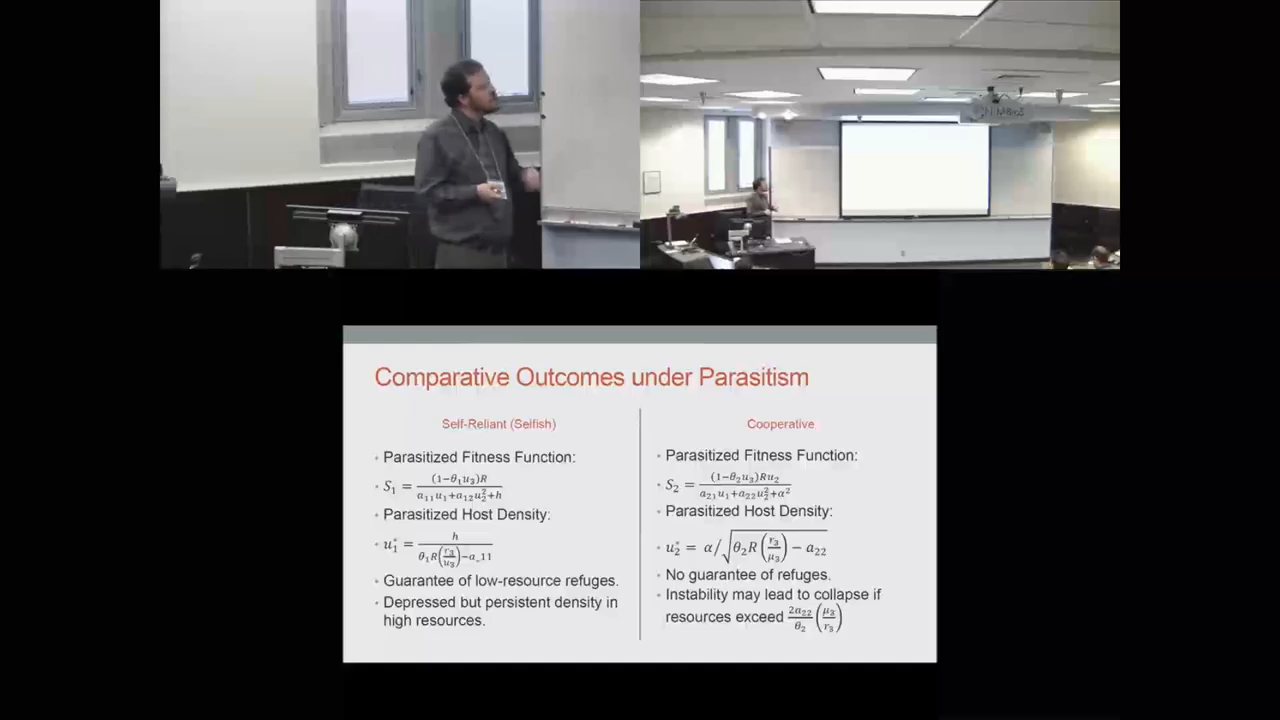 NIMBioS
Comparative Outcomes under Parasitism
Self-Reliant (Selfish)
• Parasitized Fitness Function:
• S₁ = (1−θ₁u₃)R / (a₁₁u₁+a₁₂u₂²+h)
• Parasitized Host Density:
• u₁* = h / (θ₁R(r₃/u₃)−a_11)
• Guarantee of low-resource refuges.
• Depressed but persistent density in
high resources.
Cooperative
• Parasitized Fitness Function:
• S₂ = (1−θ₂u₃)Ru₂ / (a₂₁u₁+a₂₂u₂²+α²)
• Parasitized Host Density:
• u₂* = α/√(θ₂R(r₃/μ₃) − a₂₂)
• No guarantee of refuges.
• Instability may lead to collapse if
resources exceed 2a₂₂/θ₂ (μ₃/r₃)